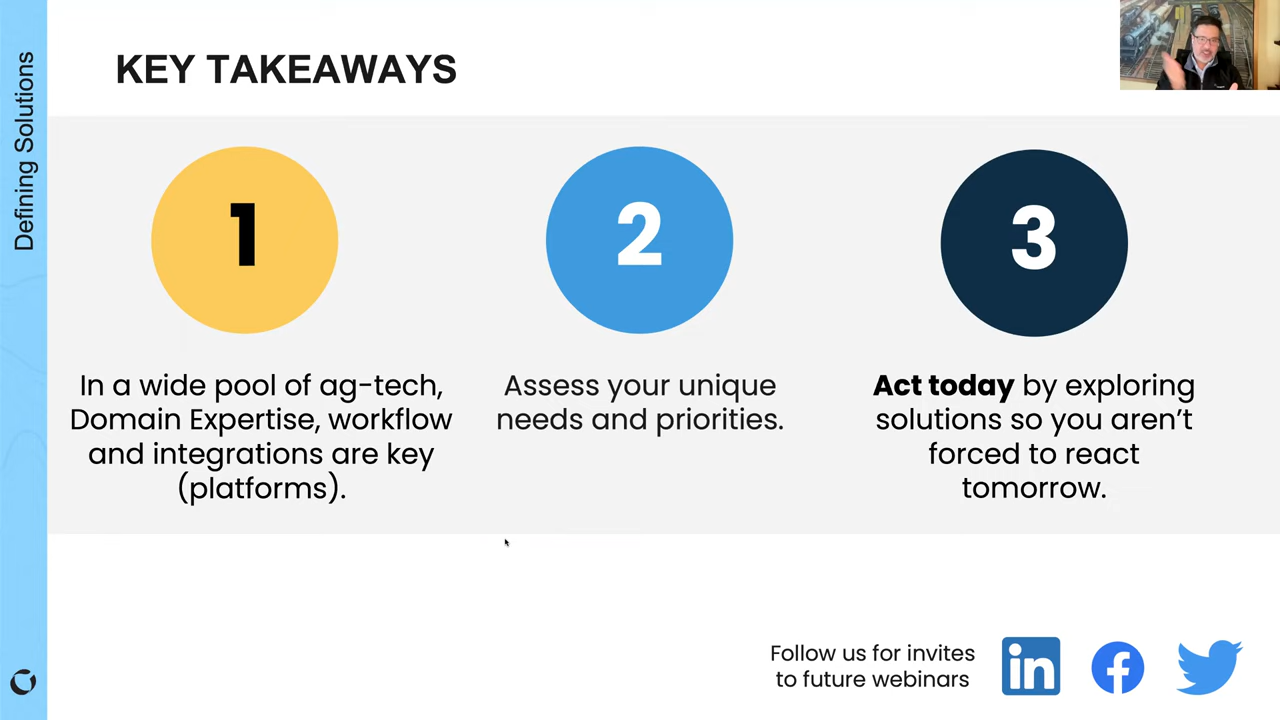 Defining Solutions
KEY TAKEAWAYS
1
In a wide pool of ag-tech,
Domain Expertise, workflow
and integrations are key
(platforms).
2
Assess your unique
needs and priorities.
3
Act today by exploring
solutions so you aren't
forced to react
tomorrow.
Follow us for invites
to future webinars
in
f